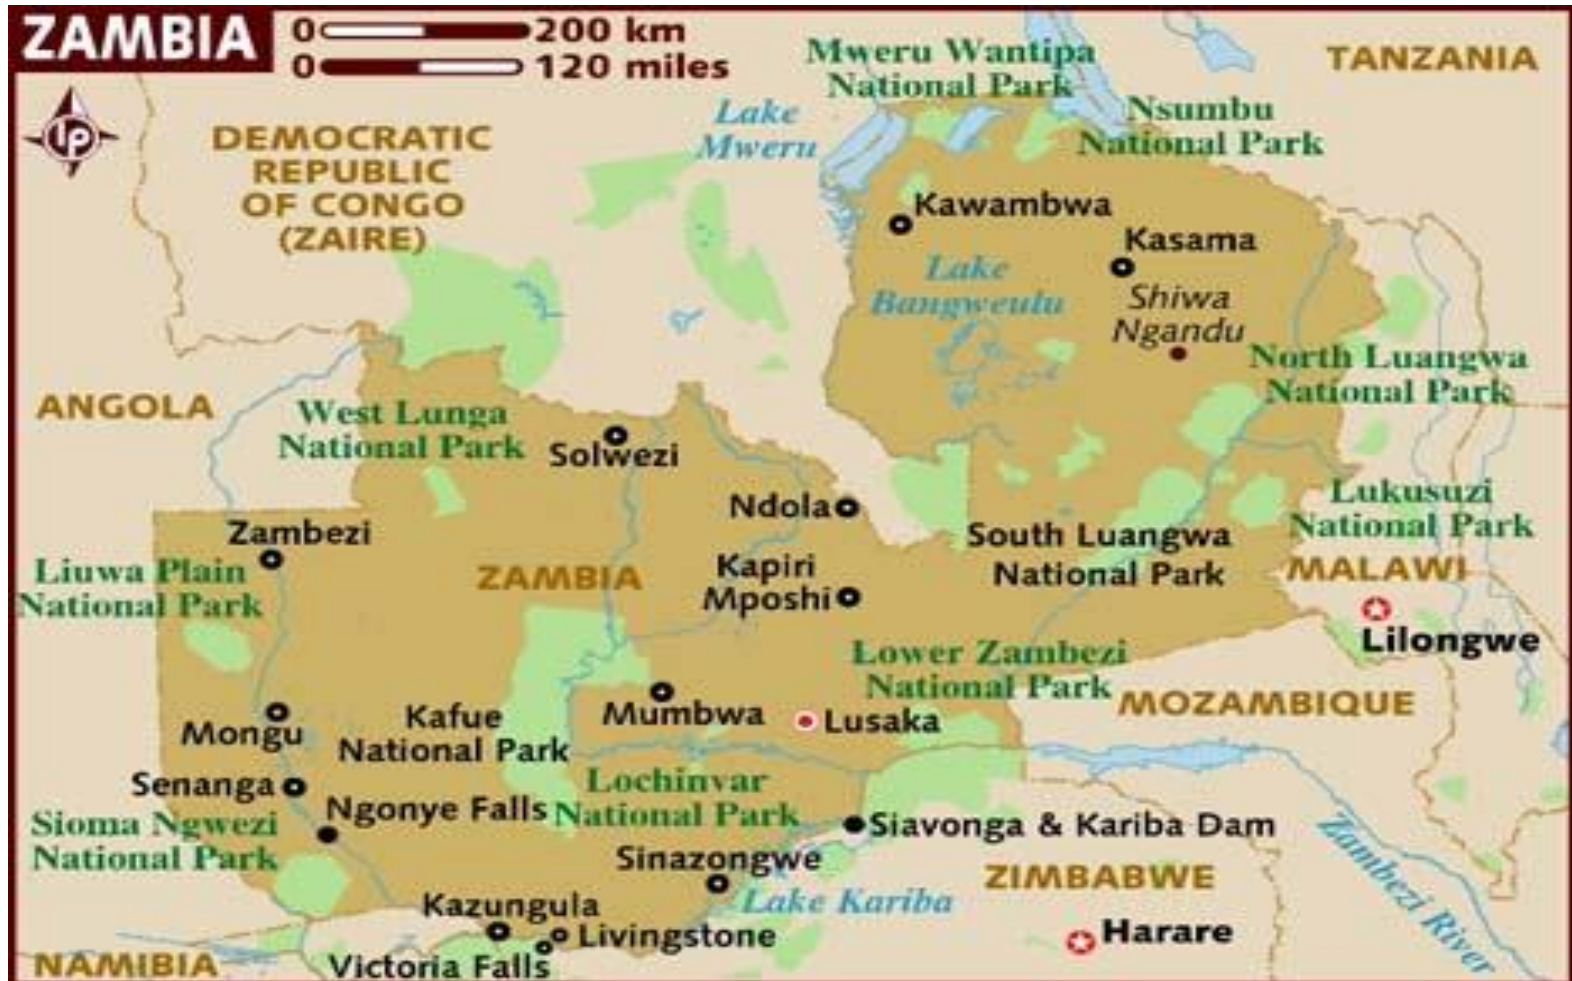 ZAMBIA
0 200 km
0 120 miles
lp
Mweru Wantipa
National Park
TANZANIA
Nsumbu
National Park
Lake
Mweru
DEMOCRATIC
REPUBLIC
OF CONGO
(ZAIRE)
Kawambwa
Kasama
Lake
Bangweulu
Shiwa
Ngandu
North Luangwa
National Park
ANGOLA
West Lunga
National Park
Solwezi
Ndola
Lukusuzi
National Park
Zambezi
South Luangwa
National Park
Liuwa Plain
National Park
ZAMBIA
Kapiri
Mposhi
MALAWI
Lilongwe
Lower Zambezi
National Park
MOZAMBIQUE
Mongu
Kafue
National Park
Mumbwa
Lusaka
Senanga
Ngonye Falls
Lochinvar
National Park
Sioma Ngwezi
National Park
Siavonga & Kariba Dam
Sinazongwe
ZIMBABWE
Zambezi River
Kazungula
Lake Kariba
Livingstone
Harare
NAMIBIA
Victoria Falls